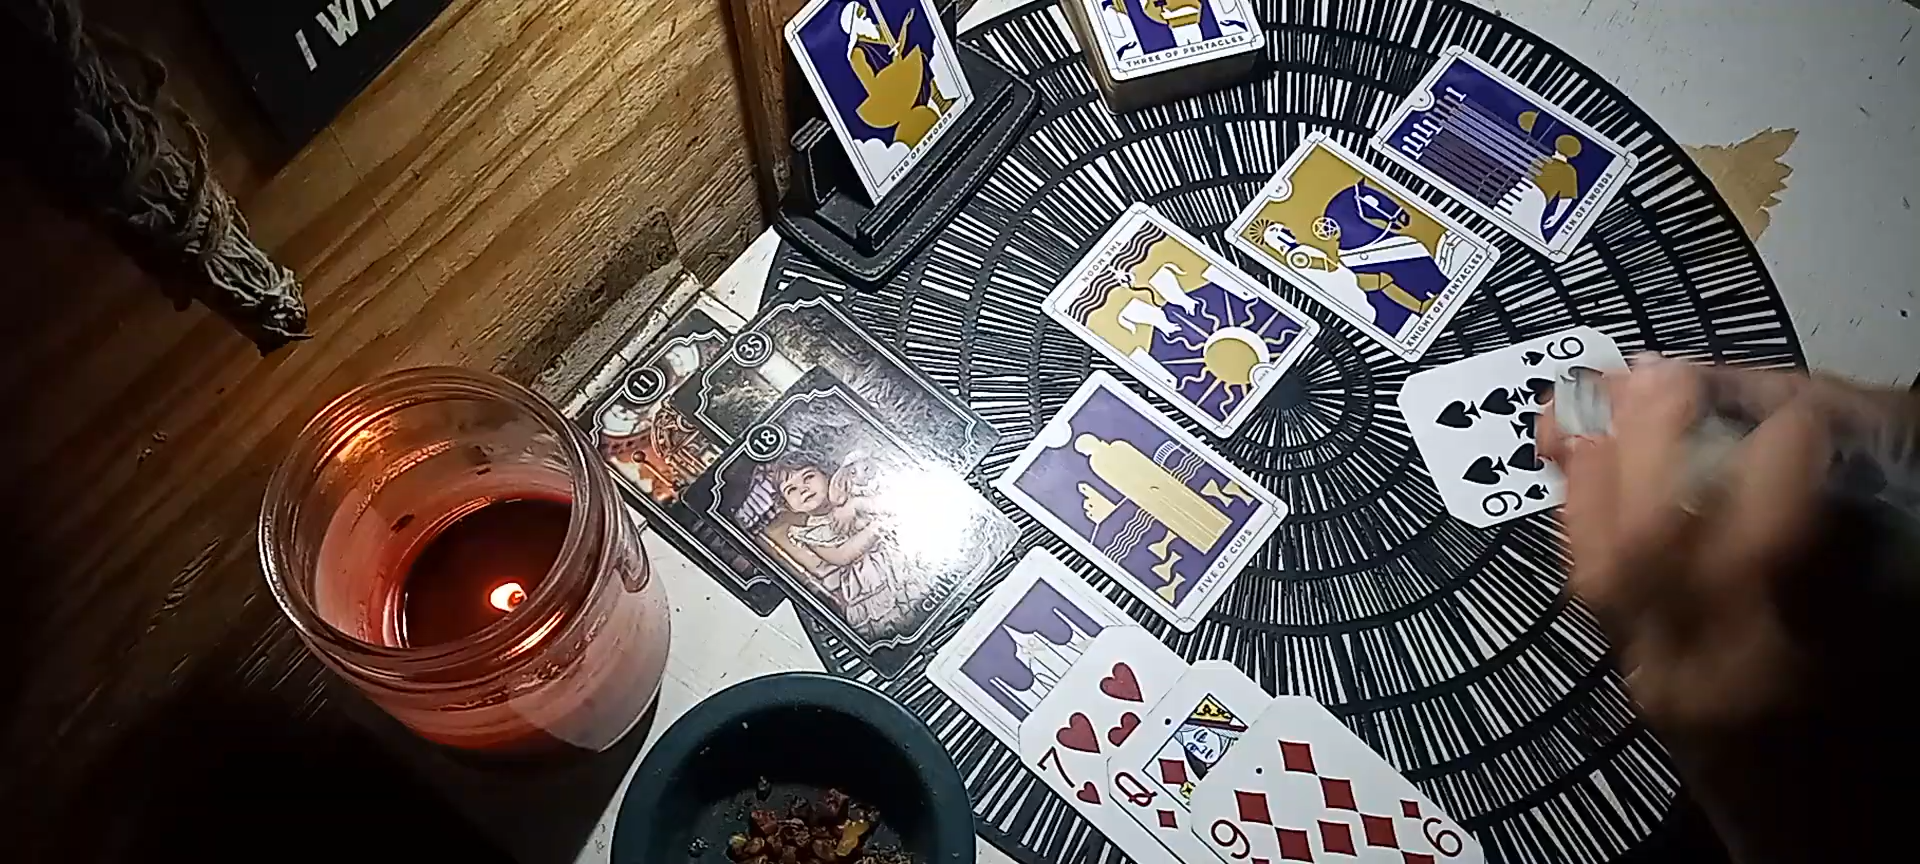 I WI
KING OF SWORDS
THREE OF PENTACLES
TEN OF SWORDS
KNIGHT OF PENTACLES
THE MOON
11
35
18
CHILD
FIVE OF CUPS
9
9
7
Q
9
9